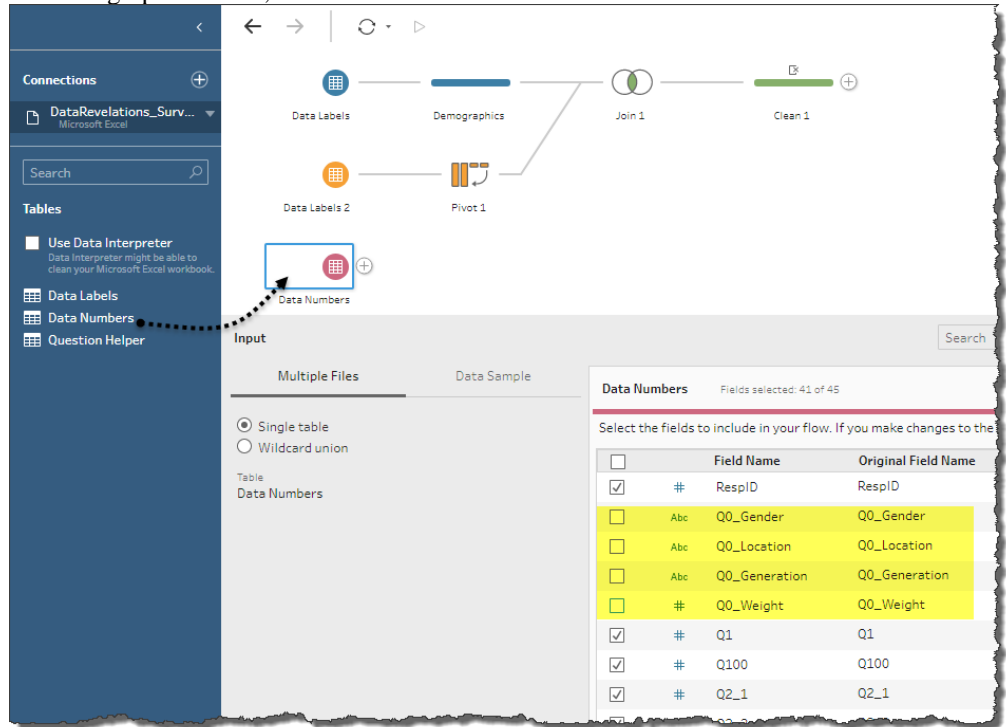 Connections
DataRevelations_Surv...
Microsoft Excel
Search
Tables
Use Data Interpreter
Data Interpreter might be able to
clean your Microsoft Excel workbook.
Data Labels
Data Numbers
Question Helper
Data Labels
Demographics
Join 1
Clean 1
Data Labels 2
Pivot 1
Data Numbers
Input
Search
Multiple Files
Data Sample
Single table
Wildcard union
Table
Data Numbers
Data Numbers
Fields selected: 41 of 45
Select the fields to include in your flow. If you make changes to the
Field Name
Original Field Name
# RespID RespID
Abc Q0_Gender Q0_Gender
Abc Q0_Location Q0_Location
Abc Q0_Generation Q0_Generation
# Q0_Weight Q0_Weight
# Q1 Q1
# Q100 Q100
# Q2_1 Q2_1